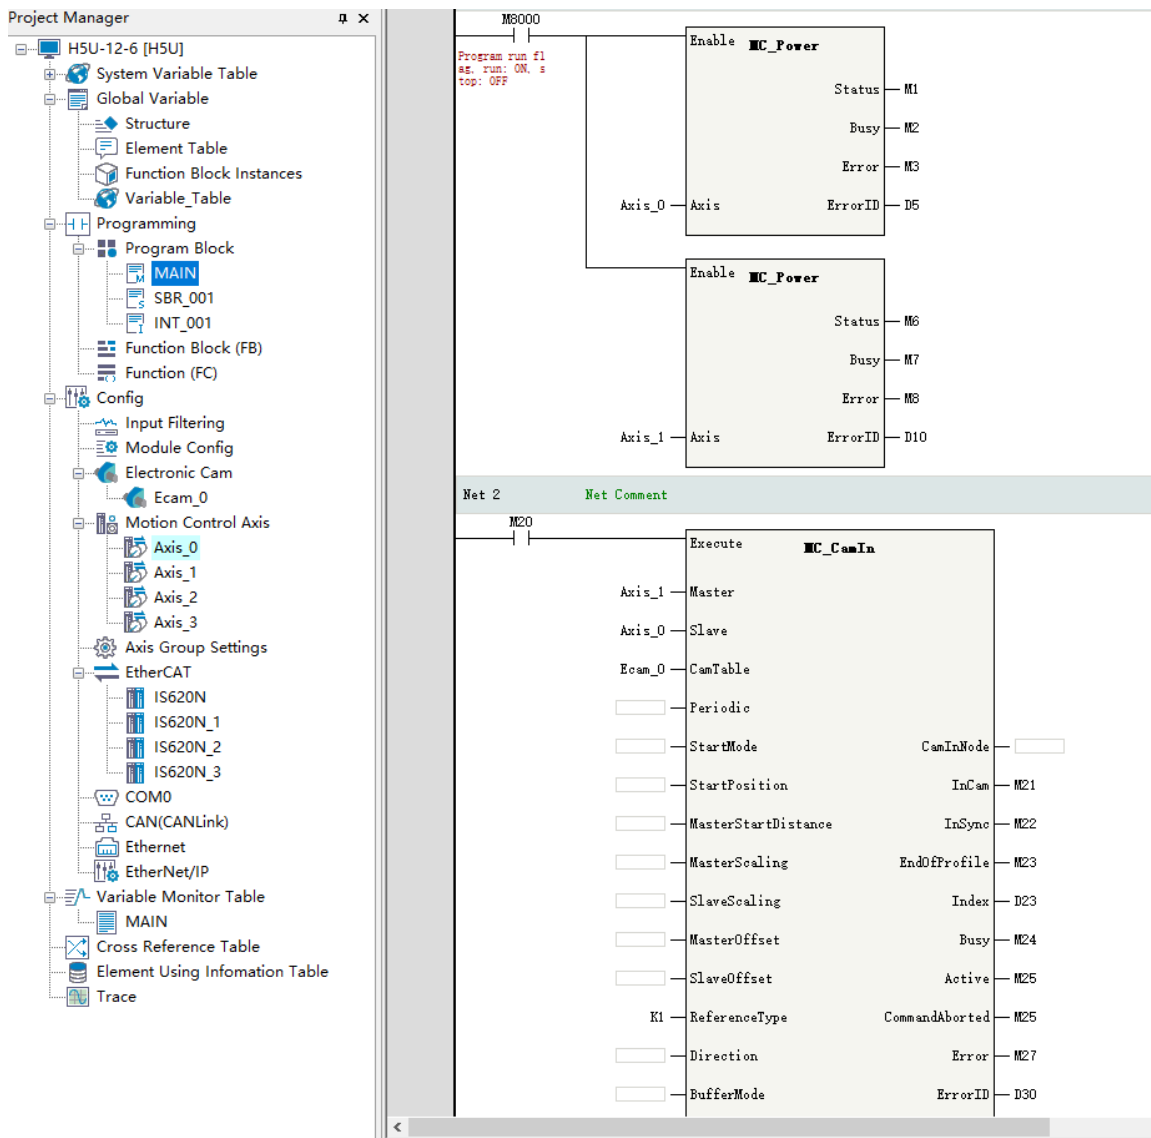 Project Manager
H5U-12-6 [H5U]
System Variable Table
Global Variable
Structure
Element Table
Function Block Instances
Variable_Table
Programming
Program Block
MAIN
SBR_001
INT_001
Function Block (FB)
Function (FC)
Config
Input Filtering
Module Config
Electronic Cam
Ecam_0
Motion Control Axis
Axis_0
Axis_1
Axis_2
Axis_3
Axis Group Settings
EtherCAT
IS620N
IS620N_1
IS620N_2
IS620N_3
COM0
CAN(CANLink)
Ethernet
EtherNet/IP
Variable Monitor Table
MAIN
Cross Reference Table
Element Using Infomation Table
Trace
M8000
Program run fl
ag, run: ON, s
top: OFF
Enable MC_Power
Status M1
Busy M2
Error M3
Axis_0 Axis ErrorID D5
Enable MC_Power
Status M6
Busy M7
Error M8
Axis_1 Axis ErrorID D10
Net 2 Net Comment
M20
Execute MC_CamIn
Axis_1 Master
Axis_0 Slave
Ecam_0 CamTable
Periodic
StartMode CamInNode
StartPosition InCam M21
MasterStartDistance InSync M22
MasterScaling EndOfProfile M23
SlaveScaling Index D23
MasterOffset Busy M24
SlaveOffset Active M25
K1 ReferenceType CommandAborted M25
Direction Error M27
BufferMode ErrorID D30